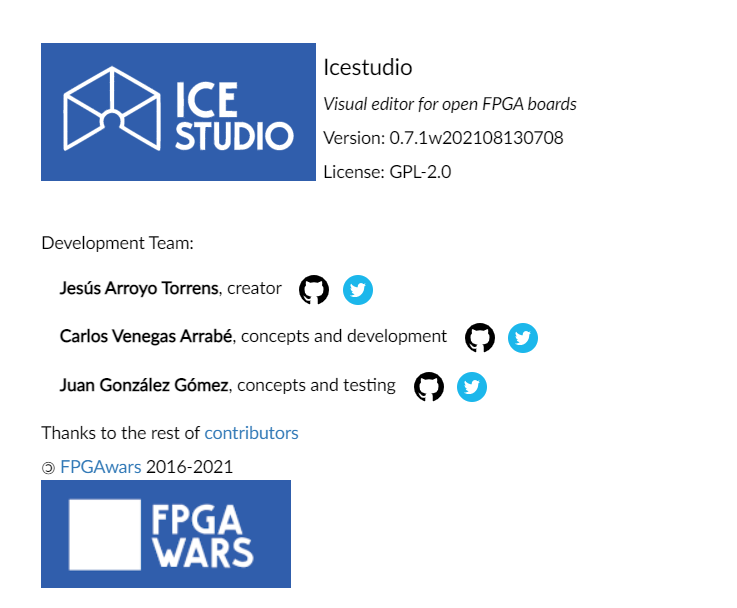 ICE
STUDIO
Icestudio
Visual editor for open FPGA boards
Version: 0.7.1w202108130708
License: GPL-2.0
Development Team:
Jesús Arroyo Torrens, creator
Carlos Venegas Arrabé, concepts and development
Juan González Gómez, concepts and testing
Thanks to the rest of contributors
🄯 FPGAwars 2016-2021
FPGA
WARS